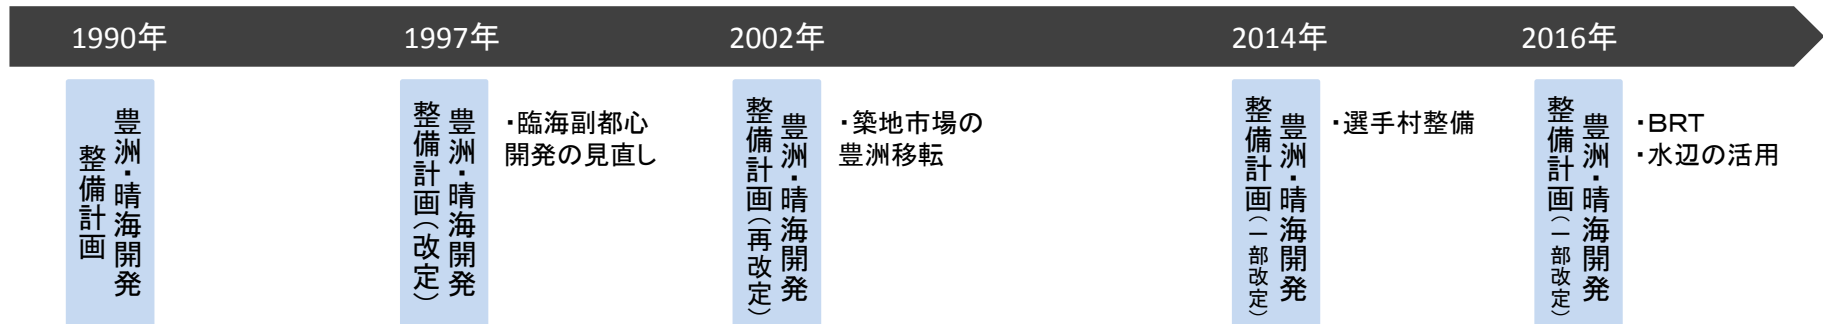 1990年
1997年
2002年
2014年
2016年
豊洲・晴海開発
整備計画
豊洲・晴海開発
整備計画（改定）
・臨海副都心
開発の見直し
豊洲・晴海開発
整備計画（再改定）
・築地市場の
豊洲移転
豊洲・晴海開発
整備計画（一部改定）
・選手村整備
豊洲・晴海開発
整備計画（一部改定）
・ＢＲＴ
・水辺の活用